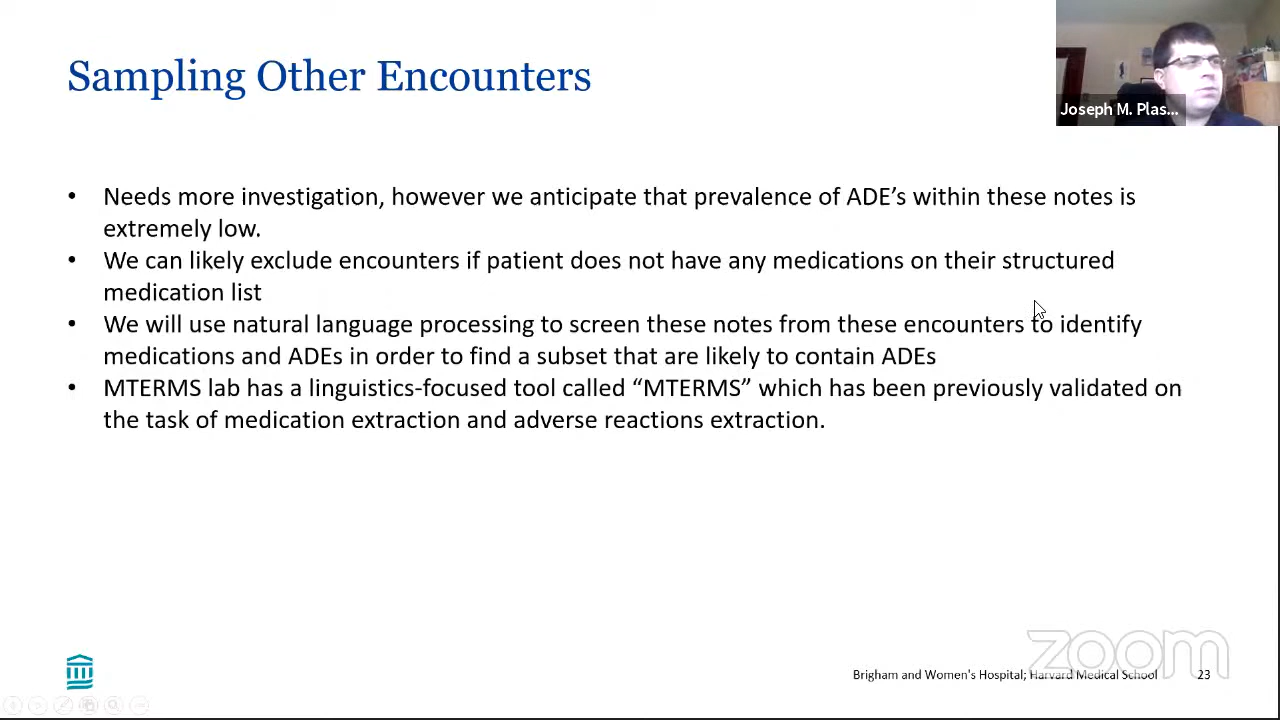 Sampling Other Encounters
Joseph M. Plas...
• Needs more investigation, however we anticipate that prevalence of ADE’s within these notes is
extremely low.
• We can likely exclude encounters if patient does not have any medications on their structured
medication list
• We will use natural language processing to screen these notes from these encounters to identify
medications and ADEs in order to find a subset that are likely to contain ADEs
• MTERMS lab has a linguistics-focused tool called “MTERMS” which has been previously validated on
the task of medication extraction and adverse reactions extraction.
zoom
Brigham and Women's Hospital; Harvard Medical School
23